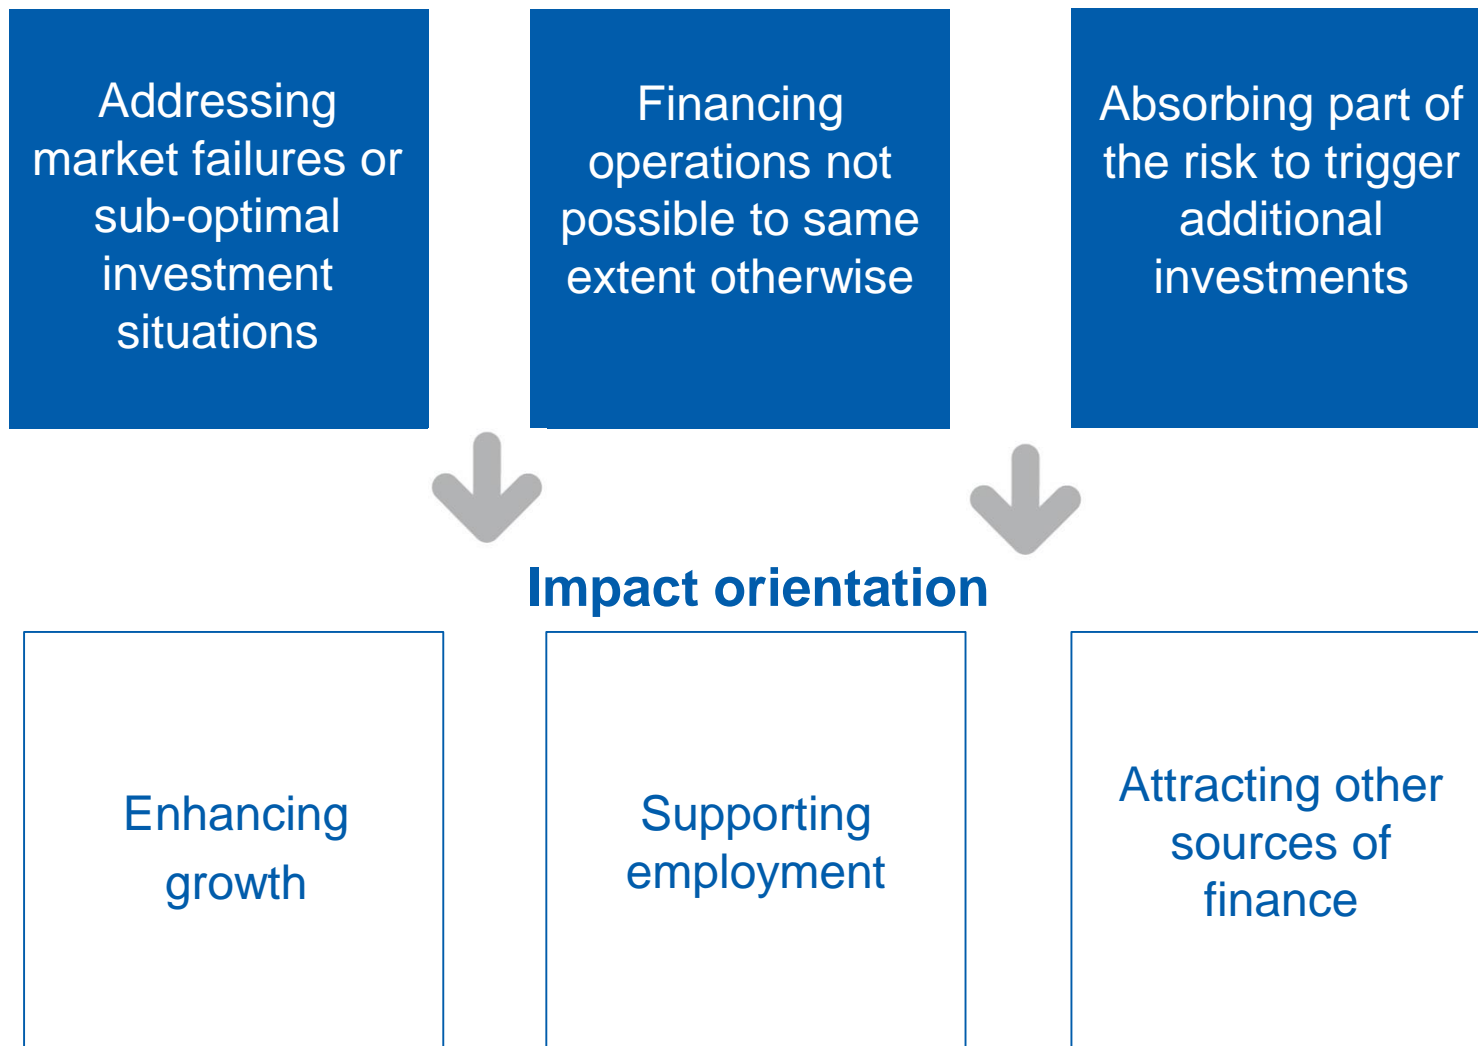 Addressing
market failures or
sub-optimal
investment
situations
Financing
operations not
possible to same
extent otherwise
Absorbing part of
the risk to trigger
additional
investments
Impact orientation
Enhancing
growth
Supporting
employment
Attracting other
sources of
finance